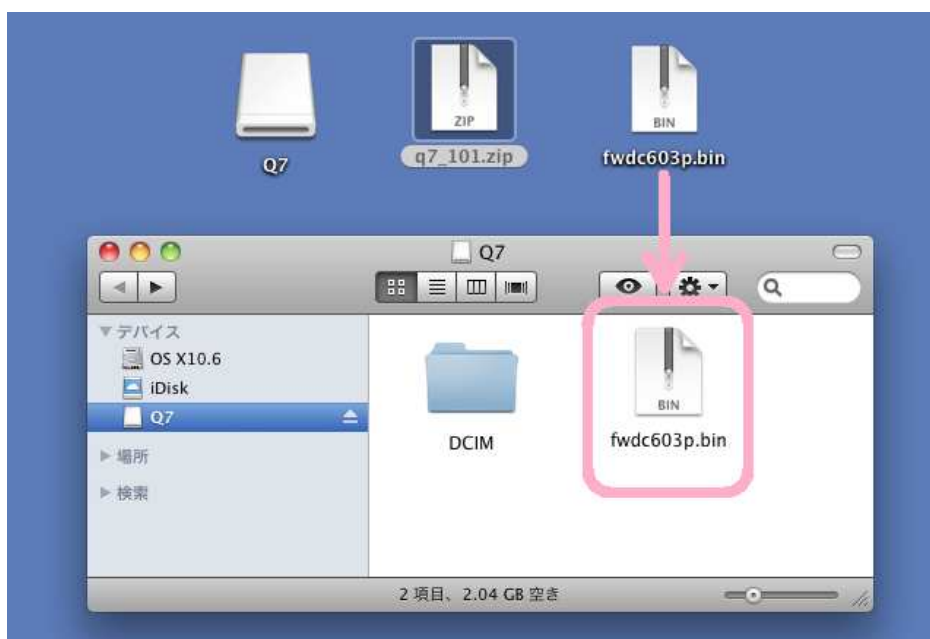 ZIP
BIN
Q7
q7_101.zip
fwdc603p.bin
Q7
デバイス
OS X10.6
iDisk
Q7
場所
検索
BIN
DCIM
fwdc603p.bin
2 項目、2.04 GB 空き